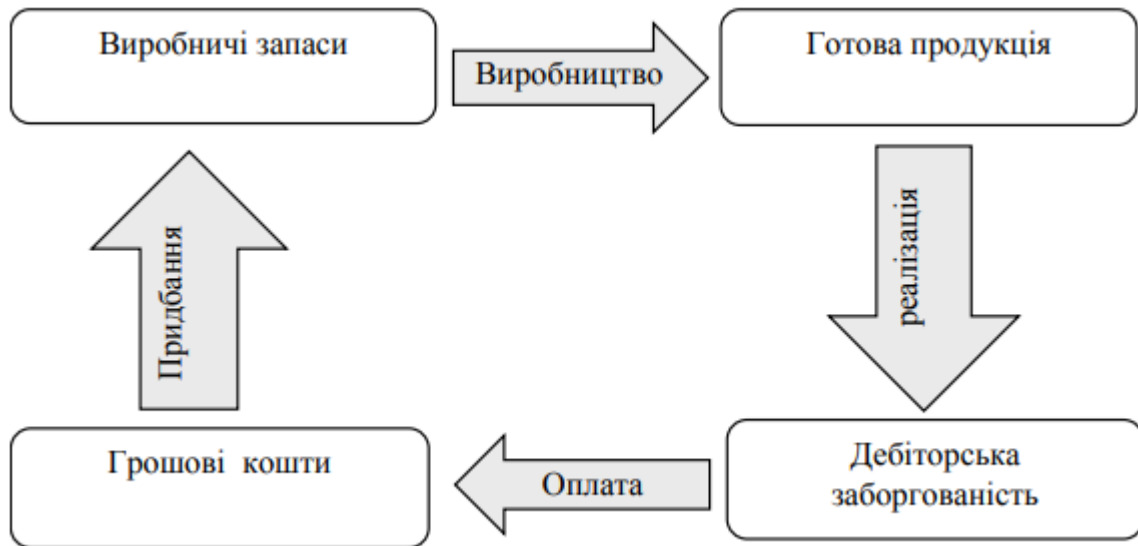 Виробничі запаси
Виробництво
Готова продукція
Придбання
реалізація
Грошові кошти
Оплата
Дебіторська
заборгованість